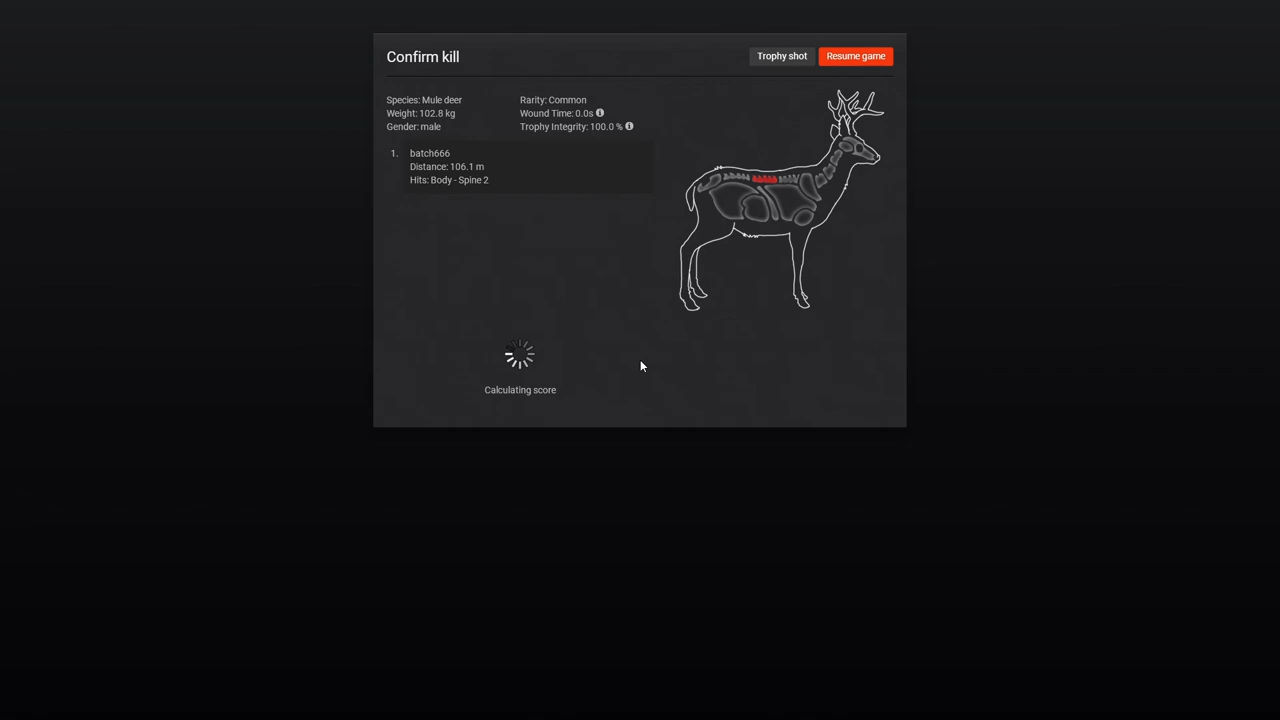 Confirm kill
Trophy shot
Resume game
Species: Mule deer
Weight: 102.8 kg
Gender: male
Rarity: Common
Wound Time: 0.0s
Trophy Integrity: 100.0 %
1. batch666
Distance: 106.1 m
Hits: Body - Spine 2
Calculating score